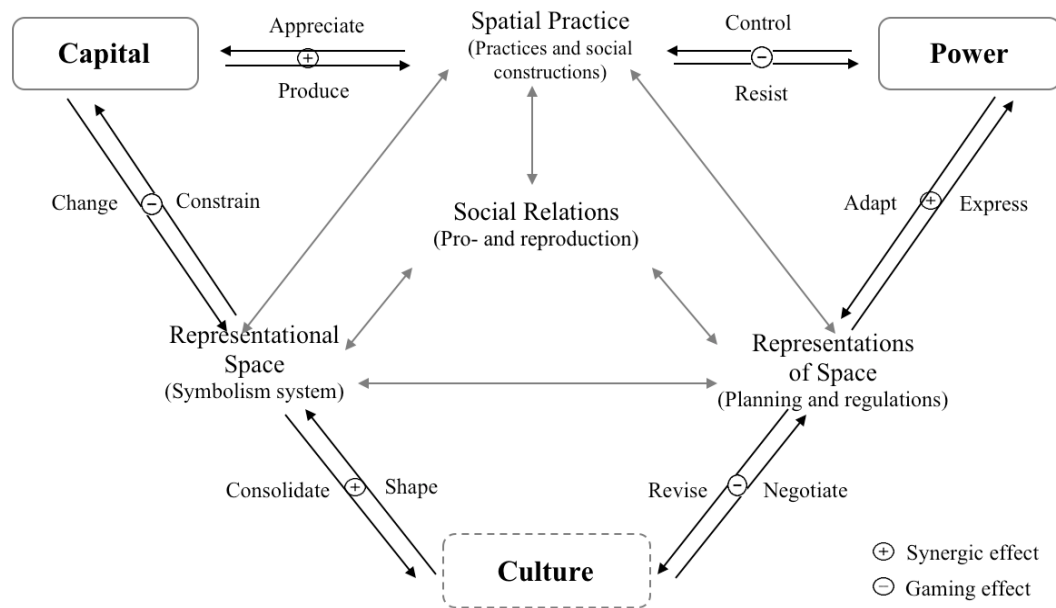 Capital
Appreciate
+
Produce
Spatial Practice
(Practices and social
constructions)
Control
−
Resist
Power
Change
−
Constrain
Social Relations
(Pro- and reproduction)
Adapt
+
Express
Representational
Space
(Symbolism system)
Representations
of Space
(Planning and regulations)
Consolidate
+
Shape
Revise
−
Negotiate
Culture
+ Synergic effect
− Gaming effect